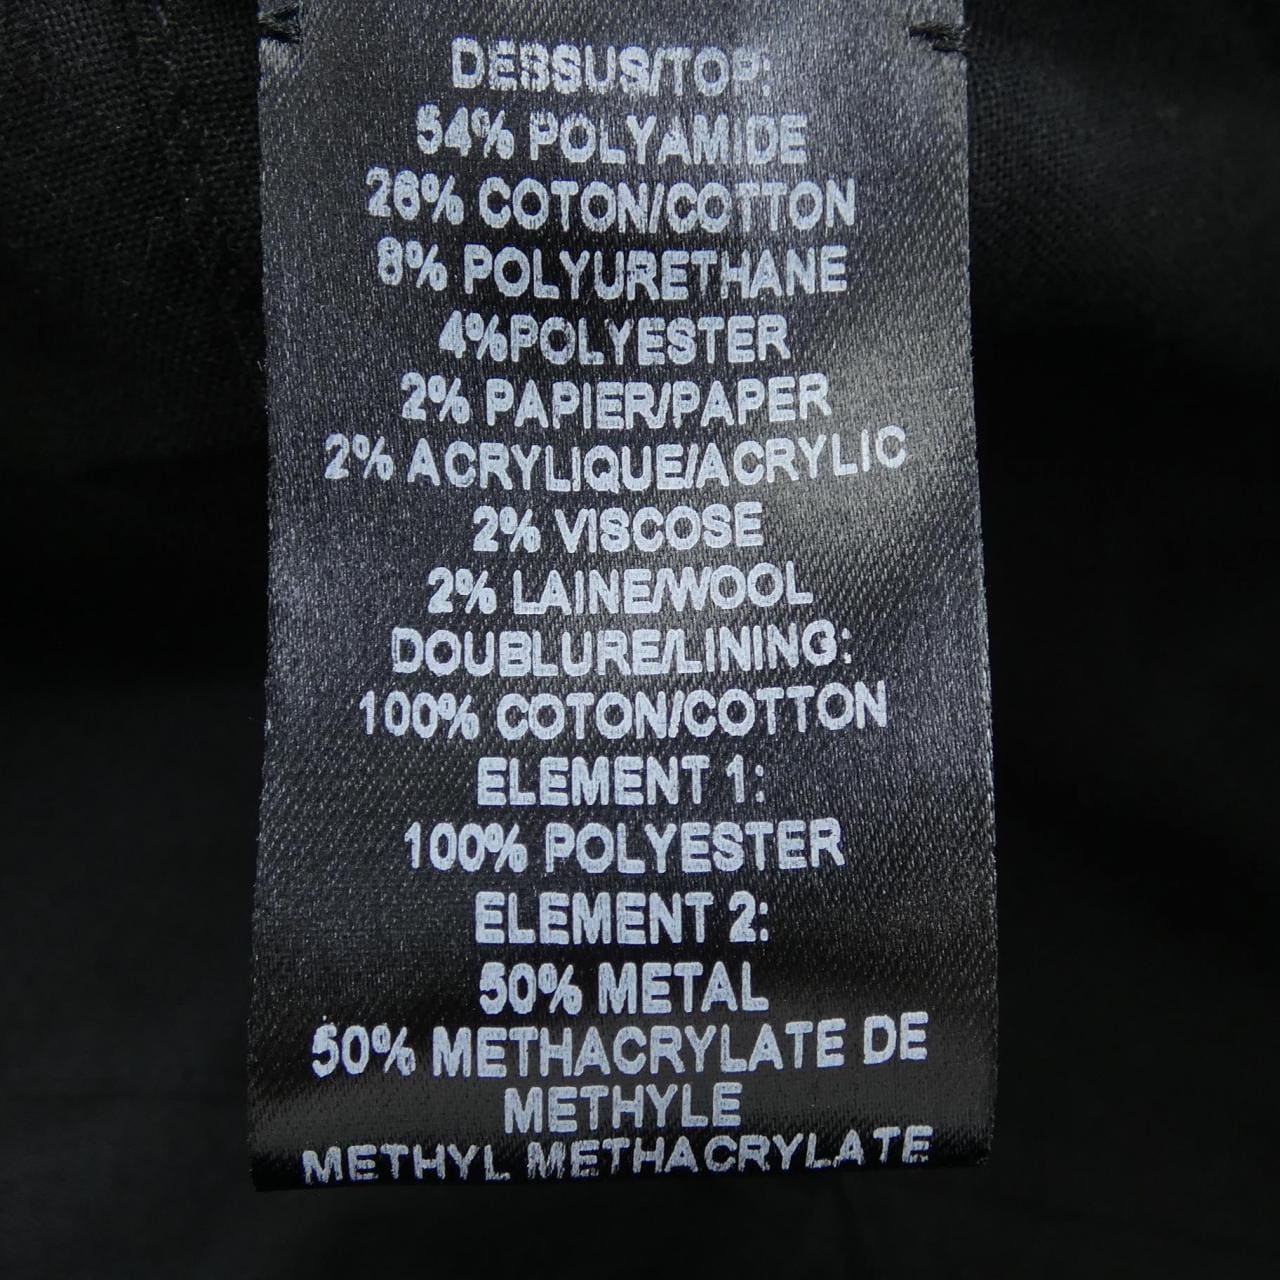 DESSUS/TOP:
54% POLYAMIDE
26% COTON/COTTON
8% POLYURETHANE
4%POLYESTER
2% PAPIER/PAPER
2% ACRYLIQUE/ACRYLIC
2% VISCOSE
2% LAINE/WOOL
DOUBLURE/LINING:
100% COTON/COTTON
ELEMENT 1:
100% POLYESTER
ELEMENT 2:
50% METAL
50% METHACRYLATE DE
METHYLE
METHYL METHACRYLATE